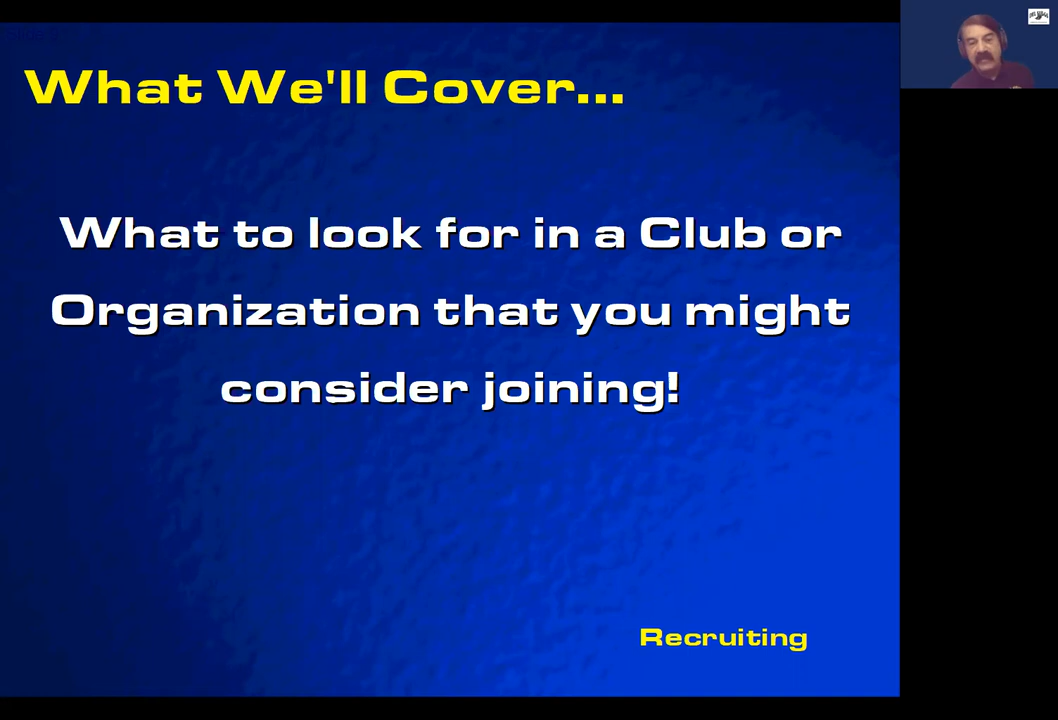 What We'll Cover...
What to look for in a Club or
Organization that you might
consider joining!
Recruiting